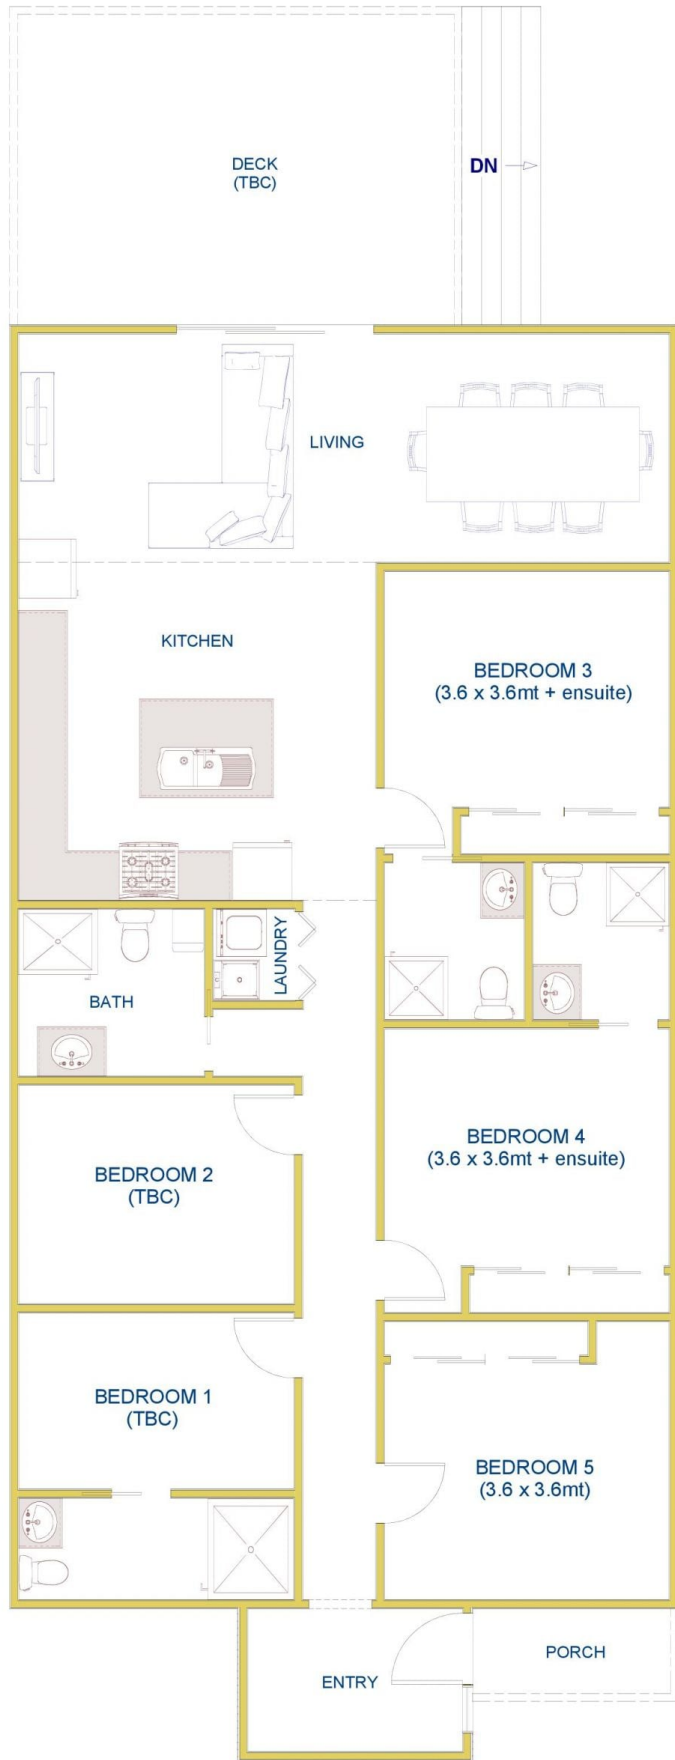 DECK
(TBC)
DN
LIVING
KITCHEN
BEDROOM 3
(3.6 x 3.6mt + ensuite)
LAUNDRY
BATH
BEDROOM 4
(3.6 x 3.6mt + ensuite)
BEDROOM 2
(TBC)
BEDROOM 1
(TBC)
BEDROOM 5
(3.6 x 3.6mt)
PORCH
ENTRY